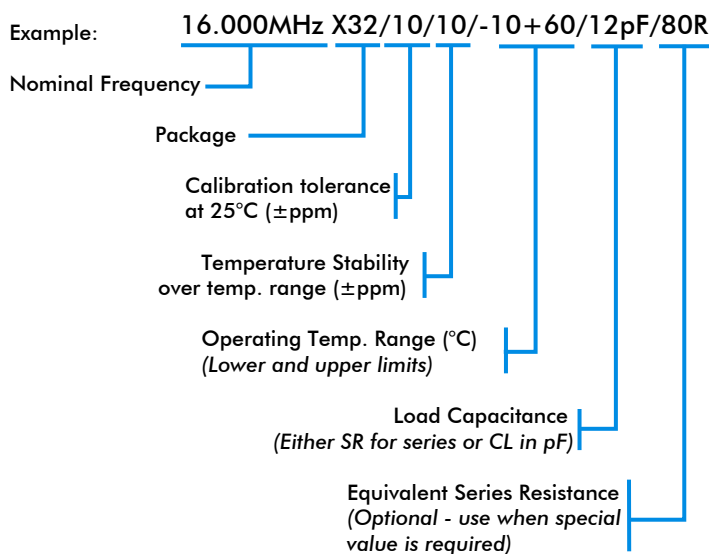 Example: 16.000MHz X32/10/10/-10+60/12pF/80R
Nominal Frequency
Package
Calibration tolerance
at 25°C (±ppm)
Temperature Stability
over temp. range (±ppm)
Operating Temp. Range (°C)
(Lower and upper limits)
Load Capacitance
(Either SR for series or CL in pF)
Equivalent Series Resistance
(Optional - use when special
value is required)